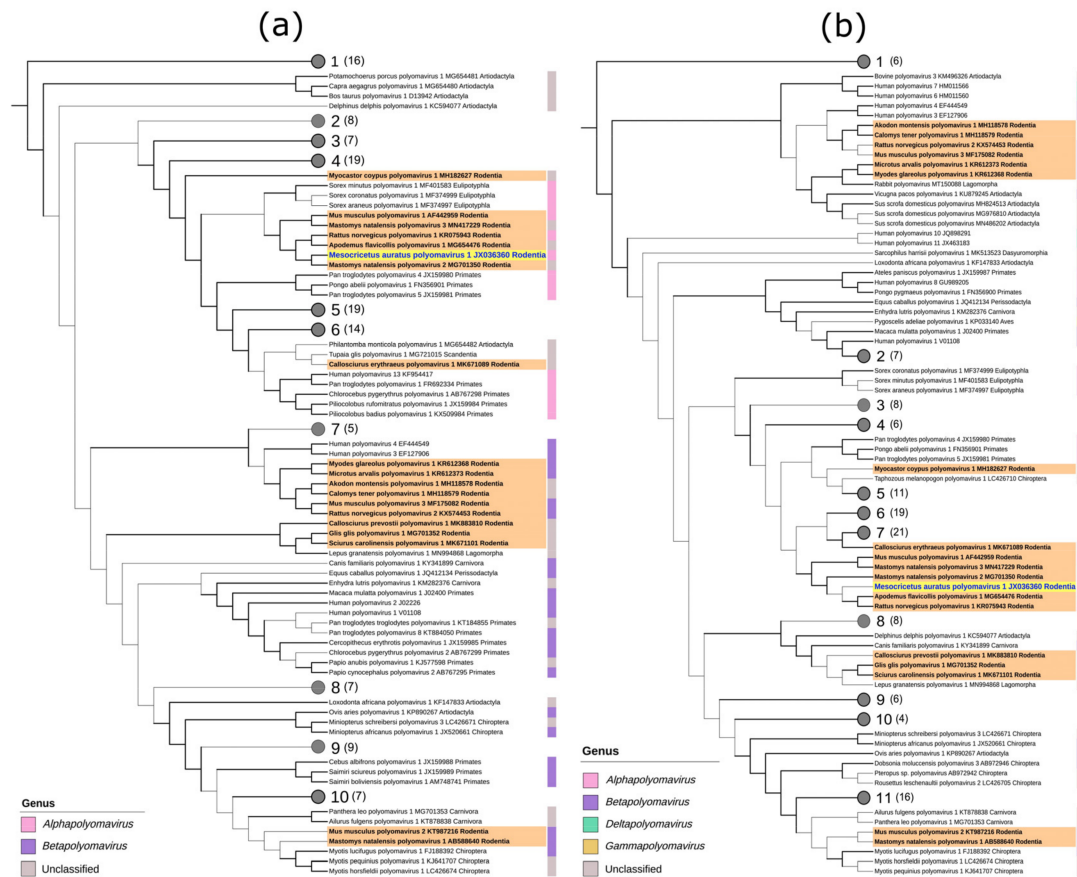 (a)
1 (16)
Potamochoerus porcus polyomavirus 1 MG654481 Artiodactyla
Capra aegagrus polyomavirus 1 MG654480 Artiodactyla
Bos taurus polyomavirus 1 D13942 Artiodactyla
Delphinus delphis polyomavirus 1 KC594077 Artiodactyla
2 (8)
3 (7)
4 (19)
Myocastor coypus polyomavirus 1 MH182627 Rodentia
Sorex minutus polyomavirus 1 MF401583 Eulipotyphla
Sorex coronatus polyomavirus 1 MF374999 Eulipotyphla
Sorex araneus polyomavirus 1 MF374997 Eulipotyphla
Mus musculus polyomavirus 1 AF442959 Rodentia
Mastomys natalensis polyomavirus 3 MN417229 Rodentia
Rattus norvegicus polyomavirus 1 KR075943 Rodentia
Apodemus flavicollis polyomavirus 1 MG654476 Rodentia
Mesocricetus auratus polyomavirus 1 JX036360 Rodentia
Mastomys natalensis polyomavirus 2 MG701350 Rodentia
Pan troglodytes polyomavirus 4 JX159980 Primates
Pongo abelii polyomavirus 1 FN356901 Primates
Pan troglodytes polyomavirus 5 JX159981 Primates
5 (19)
6 (14)
Philantomba monticola polyomavirus 1 MG654482 Artiodactyla
Tupaia glis polyomavirus 1 MG721015 Scandentia
Callosciurus erythraeus polyomavirus 1 MK671089 Rodentia
Human polyomavirus 13 KF954417
Pan troglodytes polyomavirus 1 FR692334 Primates
Chlorocebus pygerythrus polyomavirus 1 AB767298 Primates
Piliocolobus rufomitratus polyomavirus 1 JX159984 Primates
Piliocolobus badius polyomavirus 1 KX509984 Primates
7 (5)
Human polyomavirus 4 EF444549
Human polyomavirus 3 EF127906
Myodes glareolus polyomavirus 1 KR612368 Rodentia
Microtus arvalis polyomavirus 1 KR612373 Rodentia
Akodon montensis polyomavirus 1 MH118578 Rodentia
Calomys tener polyomavirus 1 MH118579 Rodentia
Mus musculus polyomavirus 3 MF175082 Rodentia
Rattus norvegicus polyomavirus 2 KX574453 Rodentia
Callosciurus prevostii polyomavirus 1 MK883810 Rodentia
Glis glis polyomavirus 1 MG701352 Rodentia
Sciurus carolinensis polyomavirus 1 MK671101 Rodentia
Lepus granatensis polyomavirus 1 MN994868 Lagomorpha
Canis familiaris polyomavirus 1 KY341899 Carnivora
Equus caballus polyomavirus 1 JQ412134 Perissodactyla
Enhydra lutris polyomavirus 1 KM282376 Carnivora
Macaca mulatta polyomavirus 1 J02400 Primates
Human polyomavirus 2 J02226
Human polyomavirus 1 V01108
Pan troglodytes troglodytes polyomavirus 1 KT184855 Primates
Pan troglodytes polyomavirus 8 KT884050 Primates
Cercopithecus erythrotis polyomavirus 1 JX159985 Primates
Chlorocebus pygerythrus polyomavirus 2 AB767299 Primates
Papio anubis polyomavirus 1 KJ577598 Primates
Papio cynocephalus polyomavirus 2 AB767295 Primates
8 (7)
Loxodonta africana polyomavirus 1 KF147833 Artiodactyla
Ovis aries polyomavirus 1 KP890267 Artiodactyla
Miniopterus schreibersi polyomavirus 3 LC426671 Chiroptera
Miniopterus africanus polyomavirus 1 JX520661 Chiroptera
9 (9)
Cebus albifrons polyomavirus 1 JX159988 Primates
Saimiri sciureus polyomavirus 1 JX159989 Primates
Saimiri boliviensis polyomavirus 1 AM748741 Primates
10 (7)
Panthera leo polyomavirus 1 MG701353 Carnivora
Ailurus fulgens polyomavirus 1 KT878838 Carnivora
Mus musculus polyomavirus 2 KT987216 Rodentia
Mastomys natalensis polyomavirus 1 AB588640 Rodentia
Myotis lucifugus polyomavirus 1 FJ188392 Chiroptera
Myotis pequinius polyomavirus 1 KJ641707 Chiroptera
Myotis horsfieldii polyomavirus 1 LC426674 Chiroptera
Genus
Alphapolyomavirus
Betapolyomavirus
Unclassified
(b)
1 (6)
Bovine polyomavirus 3 KM496326 Artiodactyla
Human polyomavirus 7 HM011566
Human polyomavirus 6 HM011560
Human polyomavirus 4 EF444549
Human polyomavirus 3 EF127906
Akodon montensis polyomavirus 1 MH118578 Rodentia
Calomys tener polyomavirus 1 MH118579 Rodentia
Rattus norvegicus polyomavirus 2 KX574453 Rodentia
Mus musculus polyomavirus 3 MF175082 Rodentia
Microtus arvalis polyomavirus 1 KR612373 Rodentia
Myodes glareolus polyomavirus 1 KR612368 Rodentia
Rabbit polyomavirus MT150088 Lagomorpha
Vicugna pacos polyomavirus 1 KU879245 Artiodactyla
Sus scrofa domesticus polyomavirus MH824513 Artiodactyla
Sus scrofa domesticus polyomavirus MG976810 Artiodactyla
Sus scrofa domesticus polyomavirus MN486202 Artiodactyla
Human polyomavirus 10 JQ898291
Human polyomavirus 11 JX463183
Sarcophilus harrisii polyomavirus 1 MK513523 Dasyuromorphia
Loxodonta africana polyomavirus 1 KF147833 Artiodactyla
Ateles paniscus polyomavirus 1 JX159987 Primates
Human polyomavirus 8 GU989205
Pongo pygmaeus polyomavirus 1 FN356900 Primates
Equus caballus polyomavirus 1 JQ412134 Perissodactyla
Enhydra lutris polyomavirus 1 KM282376 Carnivora
Pygoscelis adeliae polyomavirus 1 KP033140 Aves
Macaca mulatta polyomavirus 1 J02400 Primates
Human polyomavirus 1 V01108
2 (7)
Sorex coronatus polyomavirus 1 MF374999 Eulipotyphla
Sorex minutus polyomavirus 1 MF401583 Eulipotyphla
Sorex araneus polyomavirus 1 MF374997 Eulipotyphla
3 (8)
4 (6)
Pan troglodytes polyomavirus 4 JX159980 Primates
Pongo abelii polyomavirus 1 FN356901 Primates
Pan troglodytes polyomavirus 5 JX159981 Primates
Myocastor coypus polyomavirus 1 MH182627 Rodentia
Taphozous melanopogon polyomavirus 1 LC426710 Chiroptera
5 (11)
6 (19)
7 (21)
Callosciurus erythraeus polyomavirus 1 MK671089 Rodentia
Mus musculus polyomavirus 1 AF442959 Rodentia
Mastomys natalensis polyomavirus 3 MN417229 Rodentia
Mastomys natalensis polyomavirus 2 MG701350 Rodentia
Mesocricetus auratus polyomavirus 1 JX036360 Rodentia
Apodemus flavicollis polyomavirus 1 MG654476 Rodentia
Rattus norvegicus polyomavirus 1 KR075943 Rodentia
8 (8)
Delphinus delphis polyomavirus 1 KC594077 Artiodactyla
Canis familiaris polyomavirus 1 KY341899 Carnivora
Callosciurus prevostii polyomavirus 1 MK883810 Rodentia
Glis glis polyomavirus 1 MG701352 Rodentia
Sciurus carolinensis polyomavirus 1 MK671101 Rodentia
Lepus granatensis polyomavirus 1 MN994868 Lagomorpha
9 (6)
10 (4)
Miniopterus schreibersi polyomavirus 3 LC426671 Chiroptera
Miniopterus africanus polyomavirus 1 JX520661 Chiroptera
Ovis aries polyomavirus 1 KP890267 Artiodactyla
Dobsonia moluccensis polyomavirus 3 AB972946 Chiroptera
Pteropus sp. polyomavirus AB972942 Chiroptera
Rousettus leschenaultii polyomavirus 2 LC426705 Chiroptera
11 (16)
Ailurus fulgens polyomavirus 1 KT878838 Carnivora
Panthera leo polyomavirus 1 MG701353 Carnivora
Mus musculus polyomavirus 2 KT987216 Rodentia
Mastomys natalensis polyomavirus 1 AB588640 Rodentia
Myotis lucifugus polyomavirus 1 FJ188392 Chiroptera
Myotis horsfieldii polyomavirus 1 LC426674 Chiroptera
Myotis pequinius polyomavirus 1 KJ641707 Chiroptera
Genus
Alphapolyomavirus
Betapolyomavirus
Deltapolyomavirus
Gammapolyomavirus
Unclassified